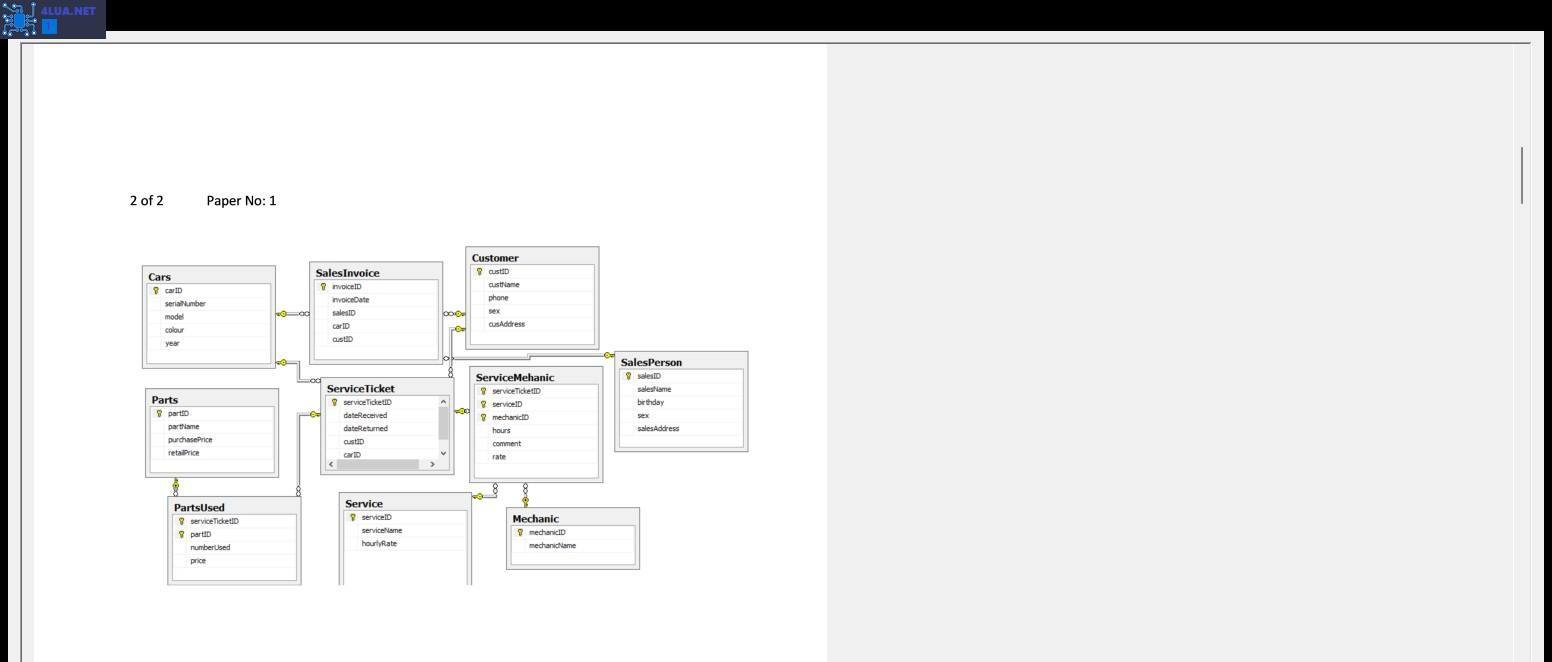 4LUA.NET
1
2 of 2 Paper No: 1
Cars
carID
serialNumber
model
colour
year
SalesInvoice
invoiceID
invoiceDate
salesID
carID
custID
Customer
custID
custName
phone
sex
cusAddress
SalesPerson
salesID
salesName
birthday
sex
salesAddress
Parts
partID
partName
purchasePrice
retailPrice
ServiceTicket
serviceTicketID
dateReceived
dateReturned
custID
carID
ServiceMehanic
serviceTicketID
serviceID
mechanicID
hours
comment
rate
PartsUsed
serviceTicketID
partID
numberUsed
price
Service
serviceID
serviceName
hourlyRate
Mechanic
mechanicID
mechanicName